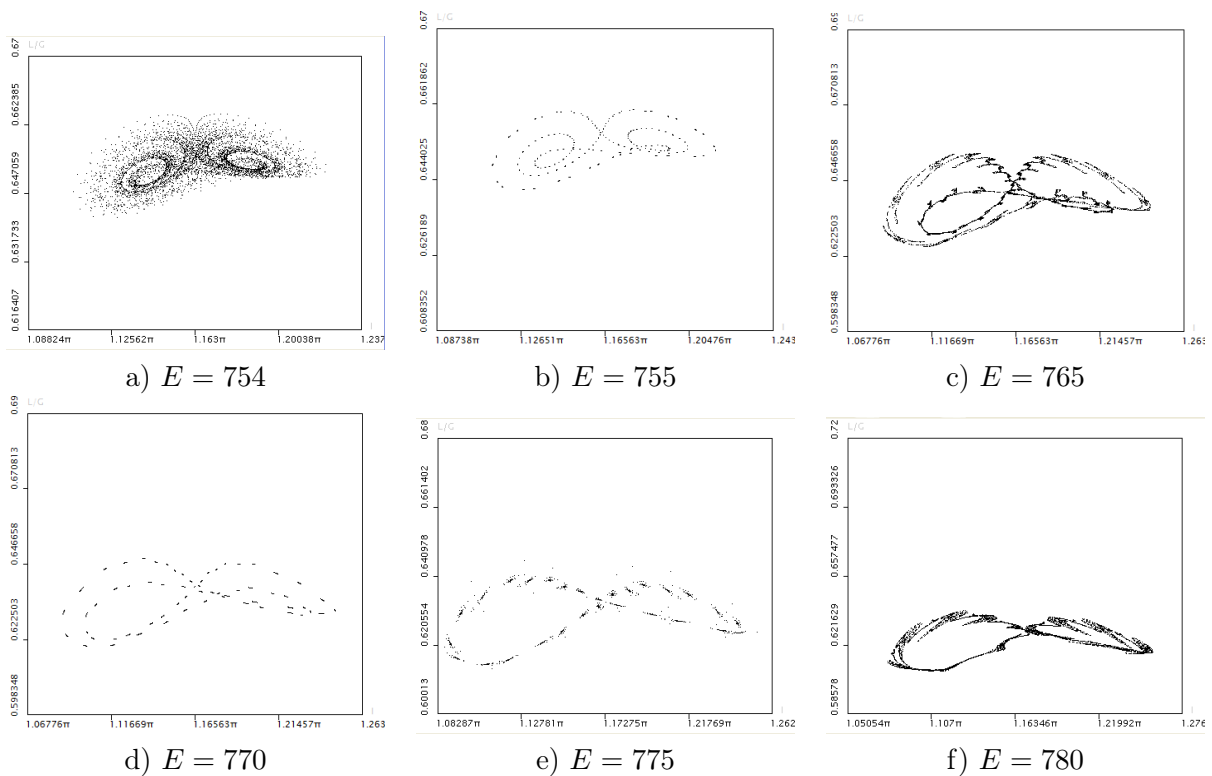 L/G
0.67
0.662385
0.647059
0.631733
0.616407
1.08824π
1.12562π
1.163π
1.20038π
1.237
a) E = 754
L/G
0.67
0.661862
0.644025
0.626189
0.608352
1.08738π
1.12651π
1.16563π
1.20476π
1.243
b) E = 755
L/G
0.69
0.670813
0.646658
0.622503
0.598348
1.06776π
1.11669π
1.16563π
1.21457π
1.263
c) E = 765
L/G
0.69
0.670813
0.646658
0.622503
0.598348
1.06776π
1.11669π
1.16563π
1.21457π
1.263
d) E = 770
L/G
0.68
0.661402
0.640978
0.620554
0.60013
1.08287π
1.12781π
1.17275π
1.21769π
1.262
e) E = 775
L/G
0.72
0.693326
0.657477
0.621629
0.58578
1.05054π
1.107π
1.16346π
1.21992π
1.276
f) E = 780